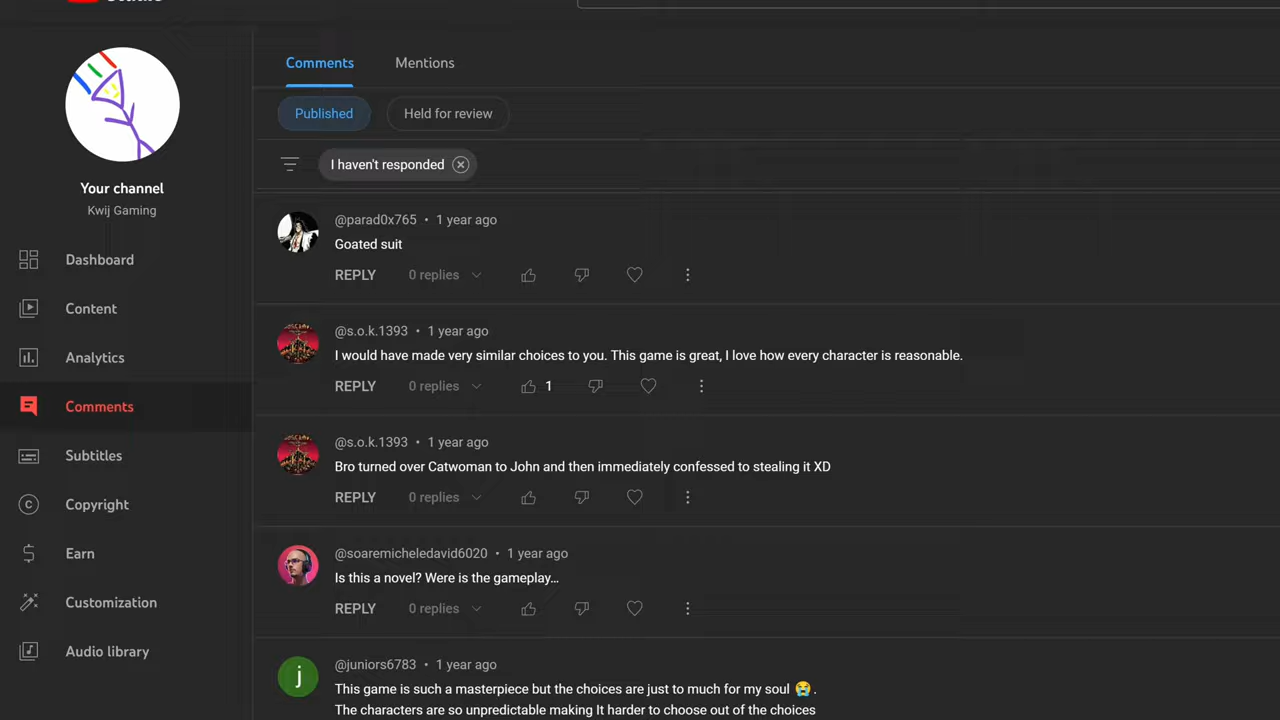 Comments
Mentions
Published
Held for review
I haven't responded
Your channel
Kwij Gaming
Dashboard
Content
Analytics
Comments
Subtitles
Copyright
Earn
Customization
Audio library
@parad0x765 • 1 year ago
Goated suit
REPLY 0 replies
@s.o.k.1393 • 1 year ago
I would have made very similar choices to you. This game is great, I love how every character is reasonable.
REPLY 0 replies 1
@s.o.k.1393 • 1 year ago
Bro turned over Catwoman to John and then immediately confessed to stealing it XD
REPLY 0 replies
@soaremicheledavid6020 • 1 year ago
Is this a novel? Were is the gameplay...
REPLY 0 replies
j
@juniors6783 • 1 year ago
This game is such a masterpiece but the choices are just to much for my soul 😭 .
The characters are so unpredictable making It harder to choose out of the choices